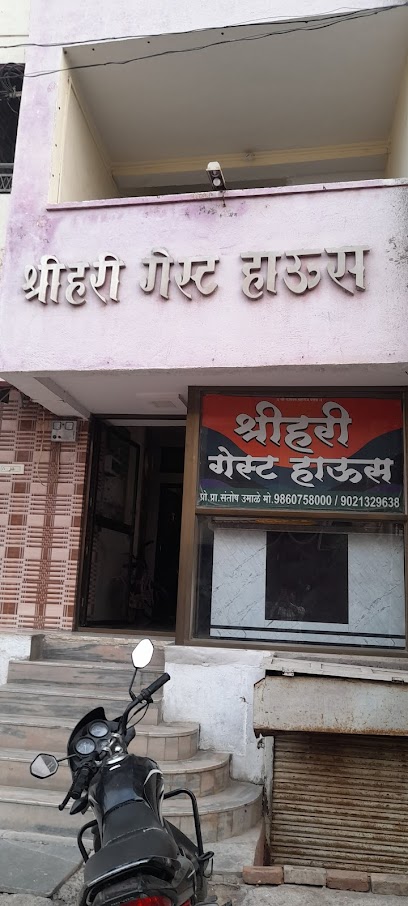 श्रीहरी गेस्ट हाऊस
श्रीहरी
गेस्ट हाऊस
प्रो.प्रा.संतोष उमाळे मो.9860758000 / 9021329638